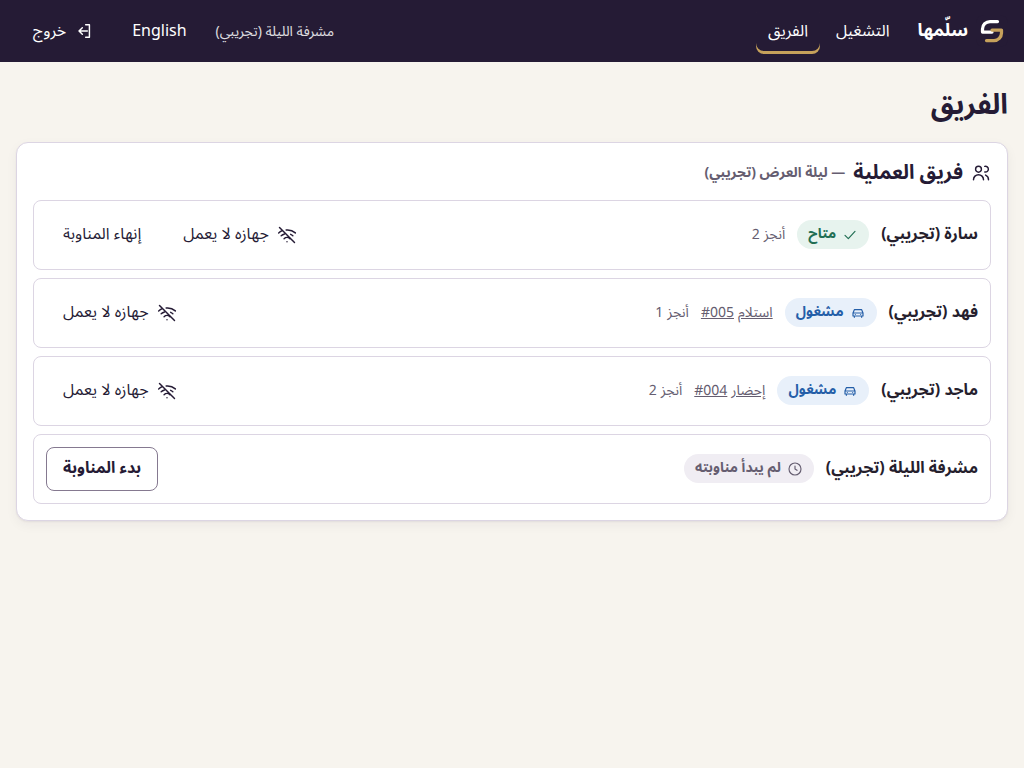 سلّمها
التشغيل
الفريق
مشرفة الليلة (تجريبي)
English
خروج
الفريق
فريق العملية — ليلة العرض (تجريبي)
سارة (تجريبي) متاح أنجز 2 جهازه لا يعمل إنهاء المناوبة
فهد (تجريبي) مشغول استلام #005 أنجز 1 جهازه لا يعمل
ماجد (تجريبي) مشغول إحضار #004 أنجز 2 جهازه لا يعمل
مشرفة الليلة (تجريبي) لم يبدأ مناوبته بدء المناوبة